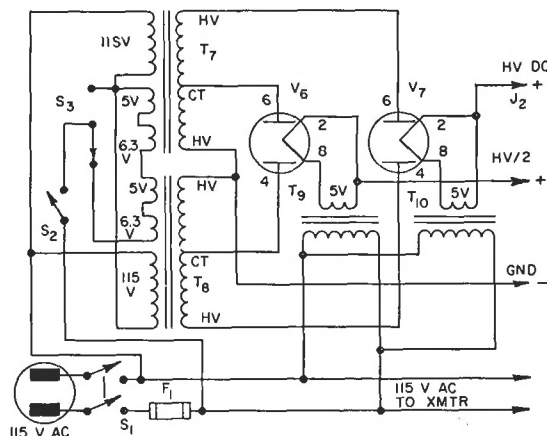 HV
HV
HV DC
115V
T7
J2
+
S3
5V
CT
V6
V7
6
2
6
2
6.3
V
HV
8
8
HV/2
+
5V
HV
4
T9
5V
4
T10
5V
6.3
V
S2
CT
T8
GND
−
115
V
HV
F1
115 V AC
TO XMTR
S1
115 V AC